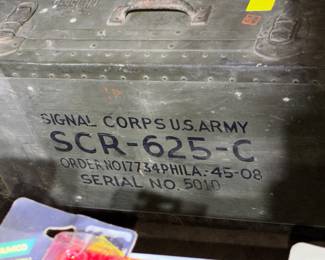 SIGNAL CORPS U.S. ARMY
SCR-625-C
ORDER NO 17734 PHILA.-45-08
SERIAL NO. 5010